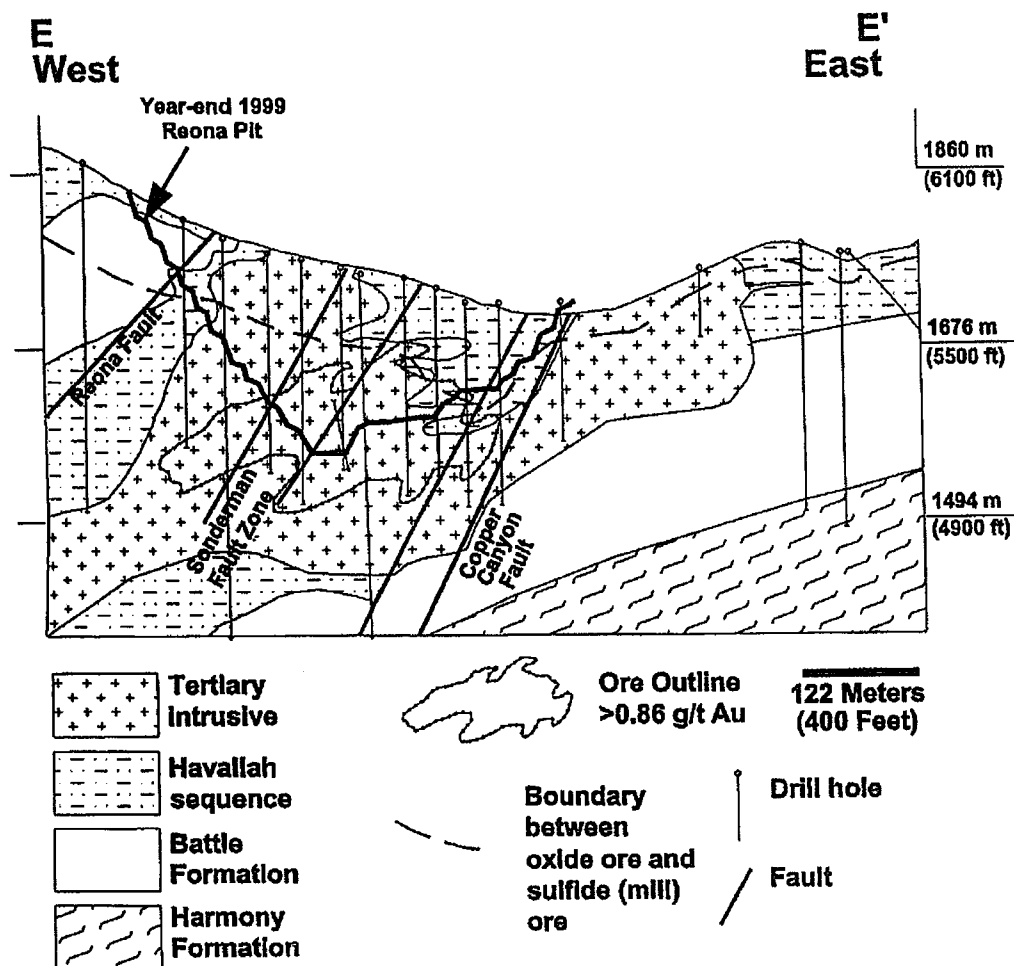 E
West
E'
East
Year-end 1999
Reona Pit
1860 m
(6100 ft)
1676 m
(5500 ft)
1494 m
(4900 ft)
Reona Fault
Sonderman
Fault Zone
Copper
Canyon
Fault
Tertiary
Intrusive
Havallah
sequence
Battle
Formation
Harmony
Formation
Ore Outline
>0.86 g/t Au
Boundary
between
oxide ore and
sulfide (mill)
ore
122 Meters
(400 Feet)
Drill hole
Fault